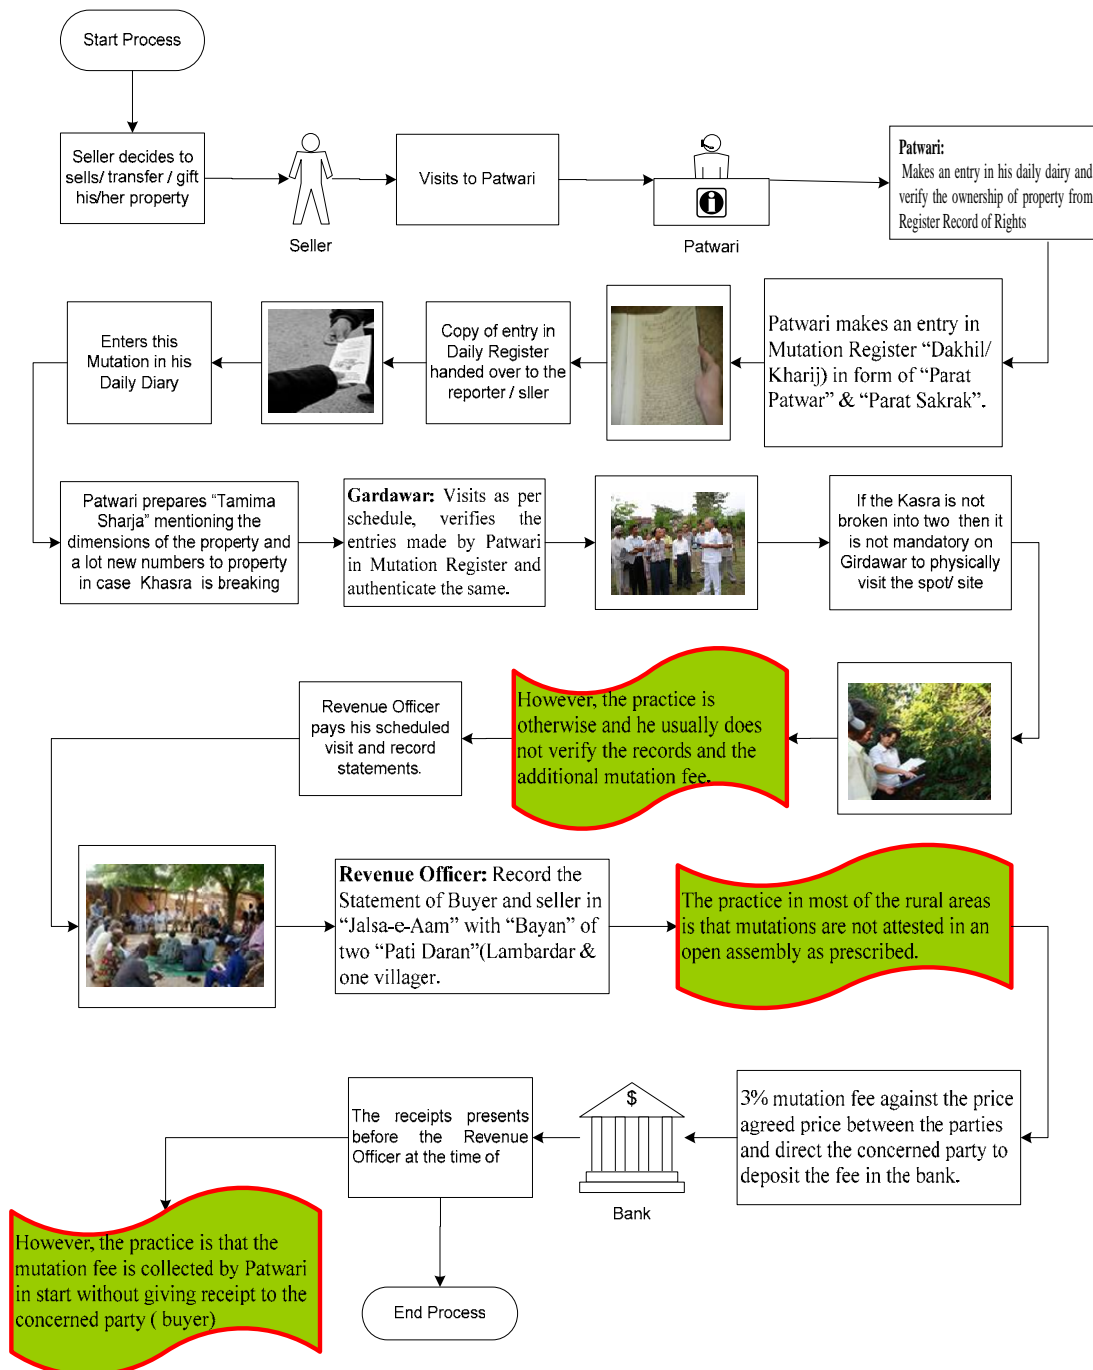 Start Process
Seller decides to
sells/ transfer / gift
his/her property
Seller
Visits to Patwari
Patwari
Patwari:
Makes an entry in his daily dairy and
verify the ownership of property from
Register Record of Rights
Patwari makes an entry in
Mutation Register “Dakhil/
Kharij) in form of “Parat
Patwar” & “Parat Sakrak”.
Copy of entry in
Daily Register
handed over to the
reporter / sller
Enters this
Mutation in his
Daily Diary
Patwari prepares “Tamima
Sharja” mentioning the
dimensions of the property and
a lot new numbers to property
in case Khasra is breaking
Gardawar: Visits as per
schedule, verifies the
entries made by Patwari
in Mutation Register and
authenticate the same.
If the Kasra is not
broken into two then it
is not mandatory on
Girdawar to physically
visit the spot/ site
However, the practice is
otherwise and he usually does
not verify the records and the
additional mutation fee.
Revenue Officer
pays his scheduled
visit and record
statements.
Revenue Officer: Record the
Statement of Buyer and seller in
“Jalsa-e-Aam” with “Bayan” of
two “Pati Daran”(Lambardar &
one villager.
The practice in most of the rural areas
is that mutations are not attested in an
open assembly as prescribed.
3% mutation fee against the price
agreed price between the parties
and direct the concerned party to
deposit the fee in the bank.
$
Bank
The receipts presents
before the Revenue
Officer at the time of
However, the practice is that the
mutation fee is collected by Patwari
in start without giving receipt to the
concerned party ( buyer)
End Process